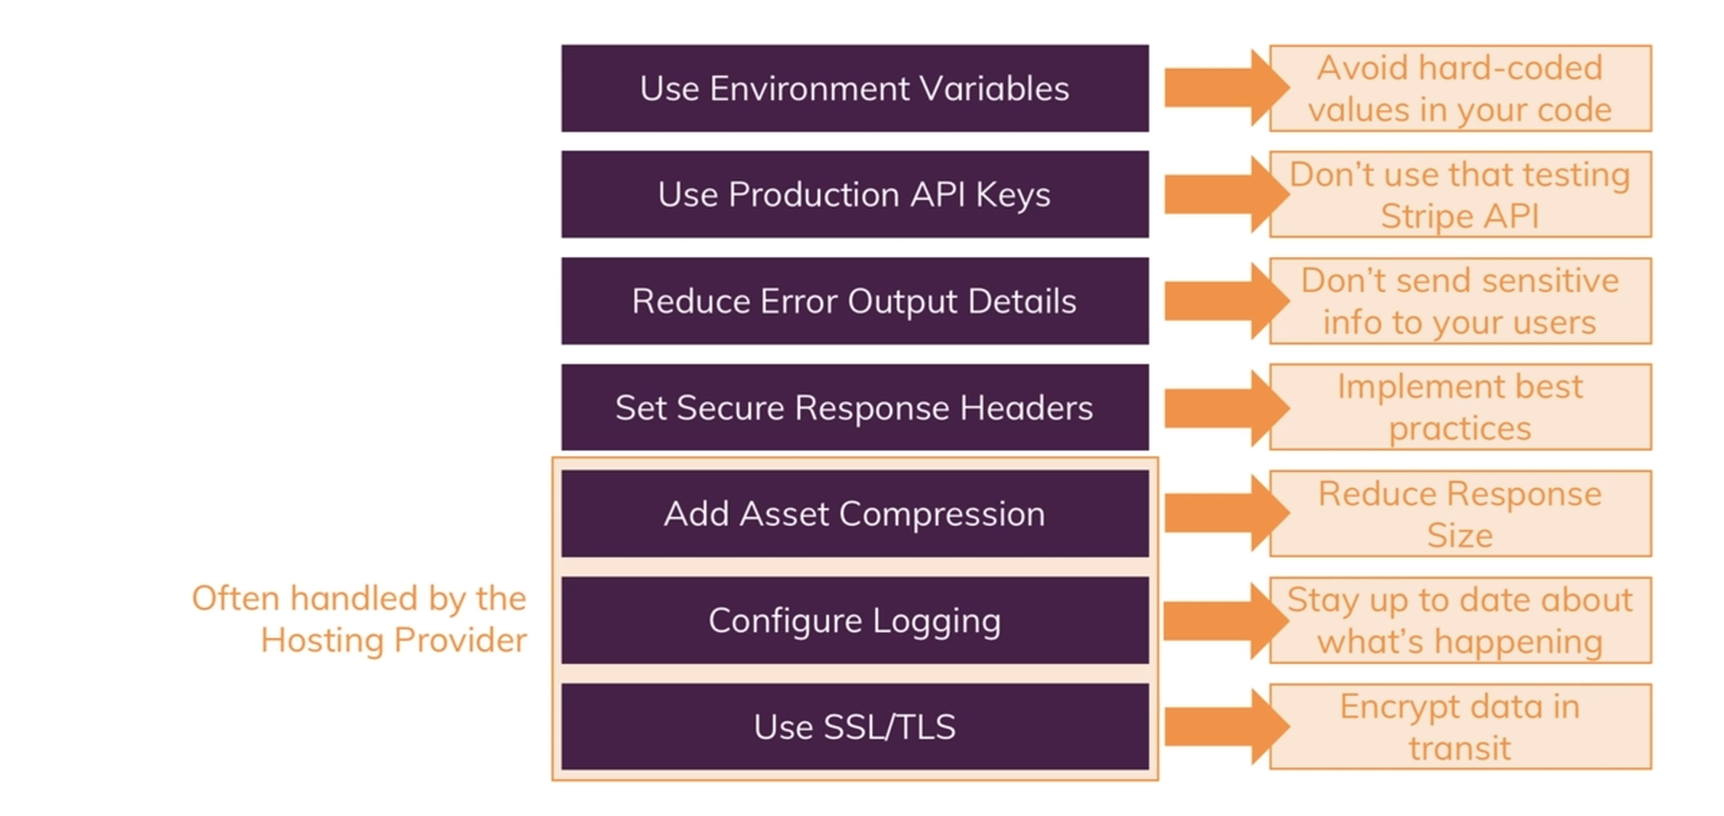 Use Environment Variables
Avoid hard-coded
values in your code
Use Production API Keys
Don't use that testing
Stripe API
Reduce Error Output Details
Don't send sensitive
info to your users
Set Secure Response Headers
Implement best
practices
Add Asset Compression
Reduce Response
Size
Often handled by the
Hosting Provider
Configure Logging
Stay up to date about
what's happening
Use SSL/TLS
Encrypt data in
transit